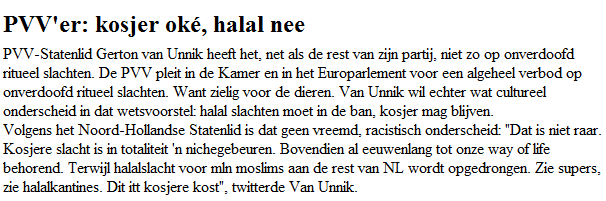 PVV'er: kosjer oké, halal nee
PVV-Statenlid Gerton van Unnik heeft het, net als de rest van zijn partij, niet zo op onverdoofd
ritueel slachten. De PVV pleit in de Kamer en in het Europarlement voor een algeheel verbod op
onverdoofd ritueel slachten. Want zielig voor de dieren. Van Unnik wil echter wat cultureel
onderscheid in dat wetsvoorstel: halal slachten moet in de ban, kosjer mag blijven.
Volgens het Noord-Hollandse Statenlid is dat geen vreemd, racistisch onderscheid: "Dat is niet raar.
Kosjere slacht is in totaliteit 'n nichegebeuren. Bovendien al eeuwenlang tot onze way of life
behorend. Terwijl halalslacht voor mln moslims aan de rest van NL wordt opgedrongen. Zie supers,
zie halalkantines. Dit itt kosjere kost", twitterde Van Unnik.